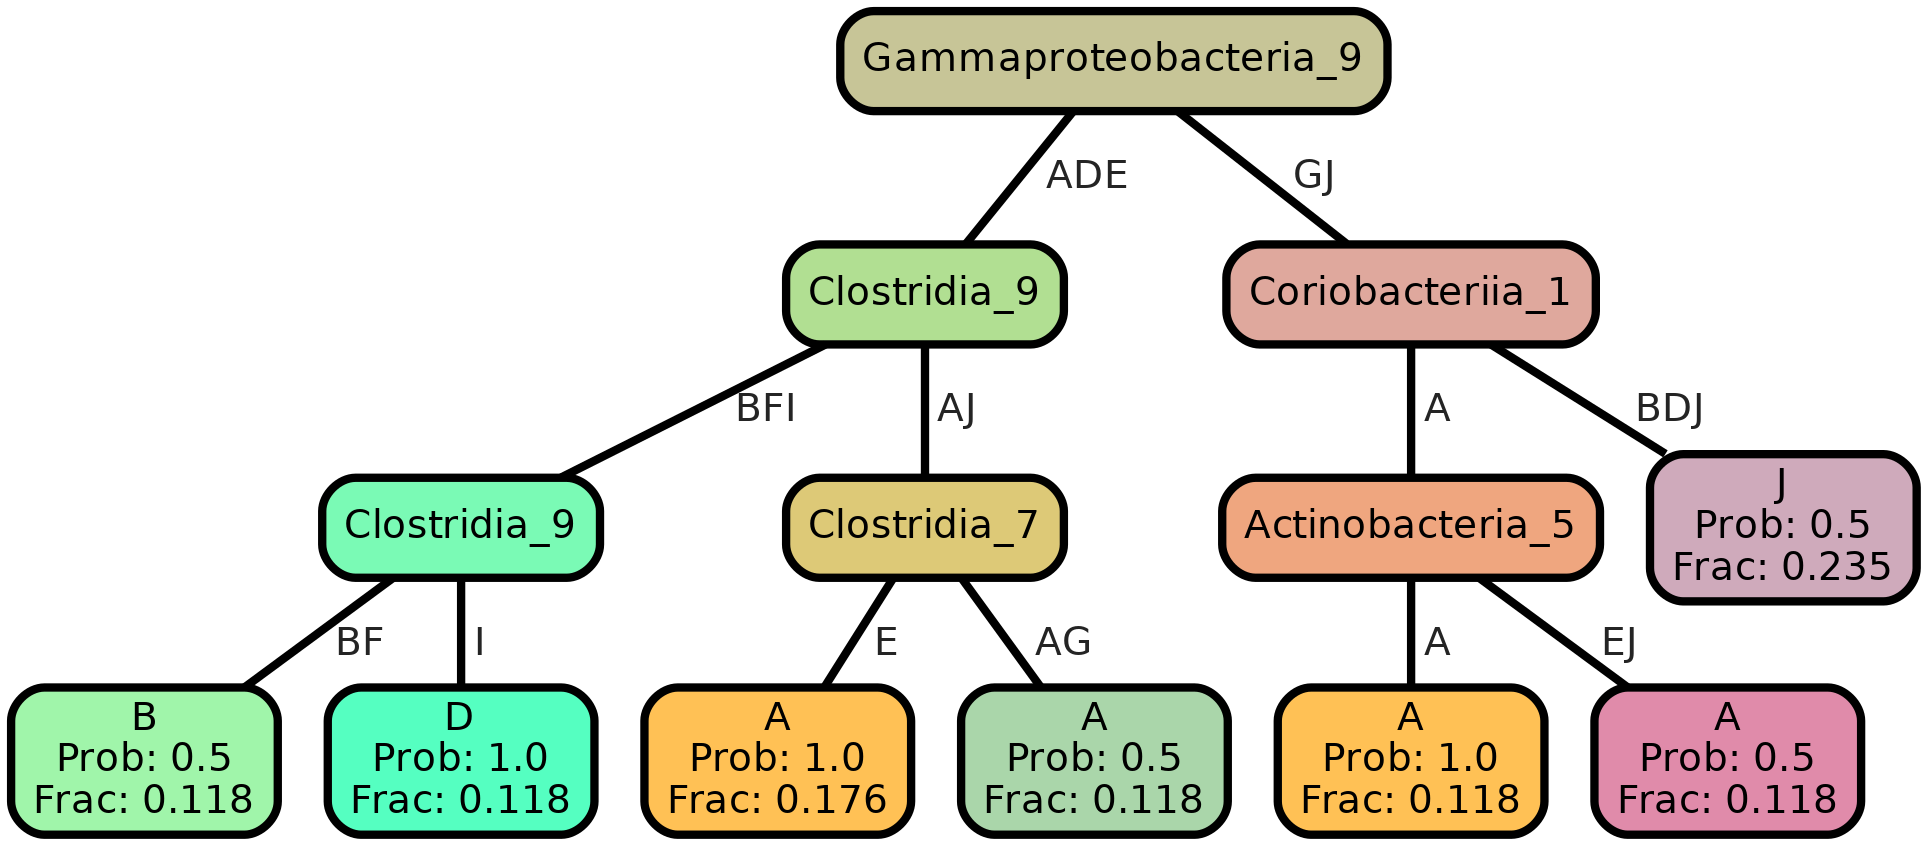 Gammaproteobacteria_9
ADE
GJ
Clostridia_9
Coriobacteriia_1
BFI
AJ
A
BDJ
Clostridia_9
Clostridia_7
Actinobacteria_5
J
Prob: 0.5
Frac: 0.235
BF
I
E
AG
A
EJ
B
Prob: 0.5
Frac: 0.118
D
Prob: 1.0
Frac: 0.118
A
Prob: 1.0
Frac: 0.176
A
Prob: 0.5
Frac: 0.118
A
Prob: 1.0
Frac: 0.118
A
Prob: 0.5
Frac: 0.118